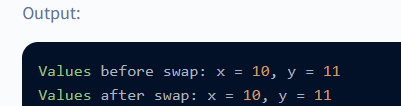 Output:
Values before swap: x = 10, y = 11
Values after swap: x = 10, y = 11